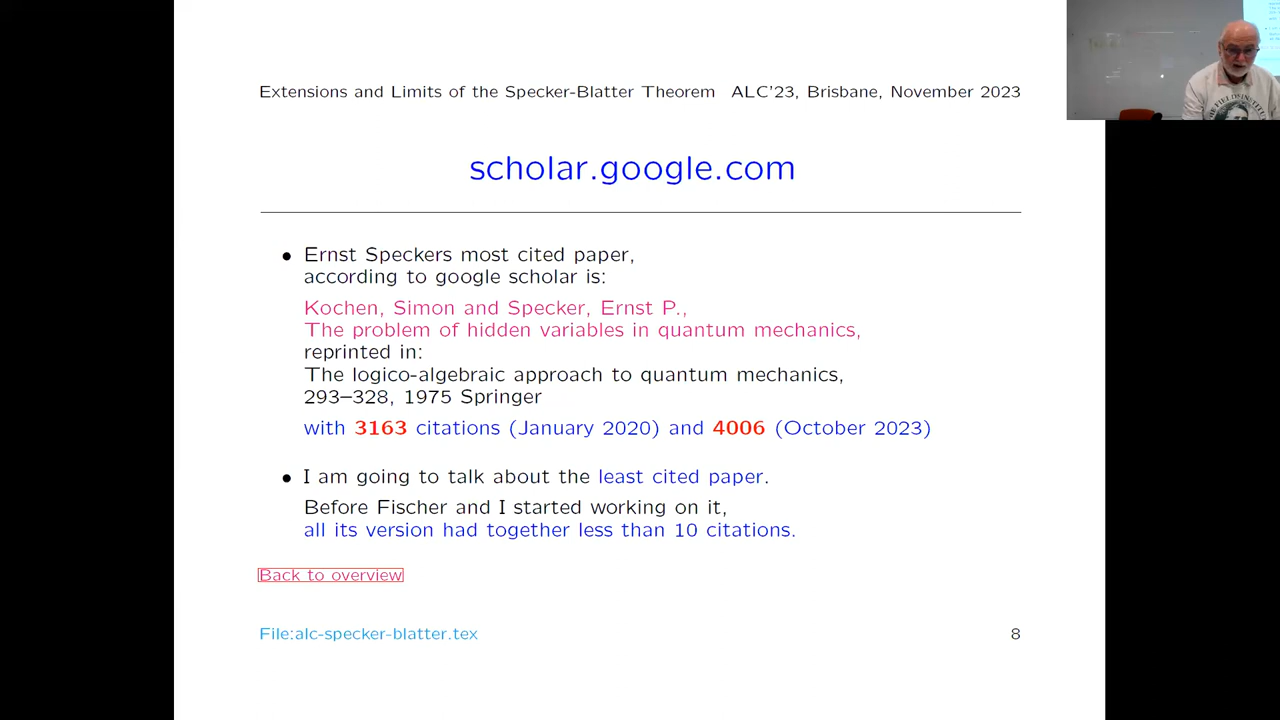 Extensions and Limits of the Specker-Blatter Theorem ALC'23, Brisbane, November 2023
scholar.google.com
• Ernst Speckers most cited paper,
according to google scholar is:
Kochen, Simon and Specker, Ernst P.,
The problem of hidden variables in quantum mechanics,
reprinted in:
The logico-algebraic approach to quantum mechanics,
293–328, 1975 Springer
with 3163 citations (January 2020) and 4006 (October 2023)
• I am going to talk about the least cited paper.
Before Fischer and I started working on it,
all its version had together less than 10 citations.
Back to overview
File:alc-specker-blatter.tex
8